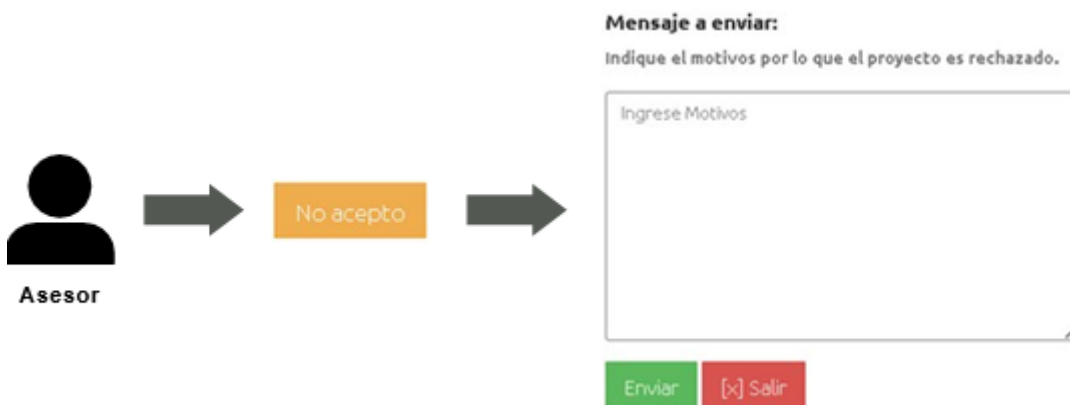 Mensaje a enviar:
Indique el motivos por lo que el proyecto es rechazado.
Ingrese Motivos
No acepto
Asesor
Enviar
[x] Salir